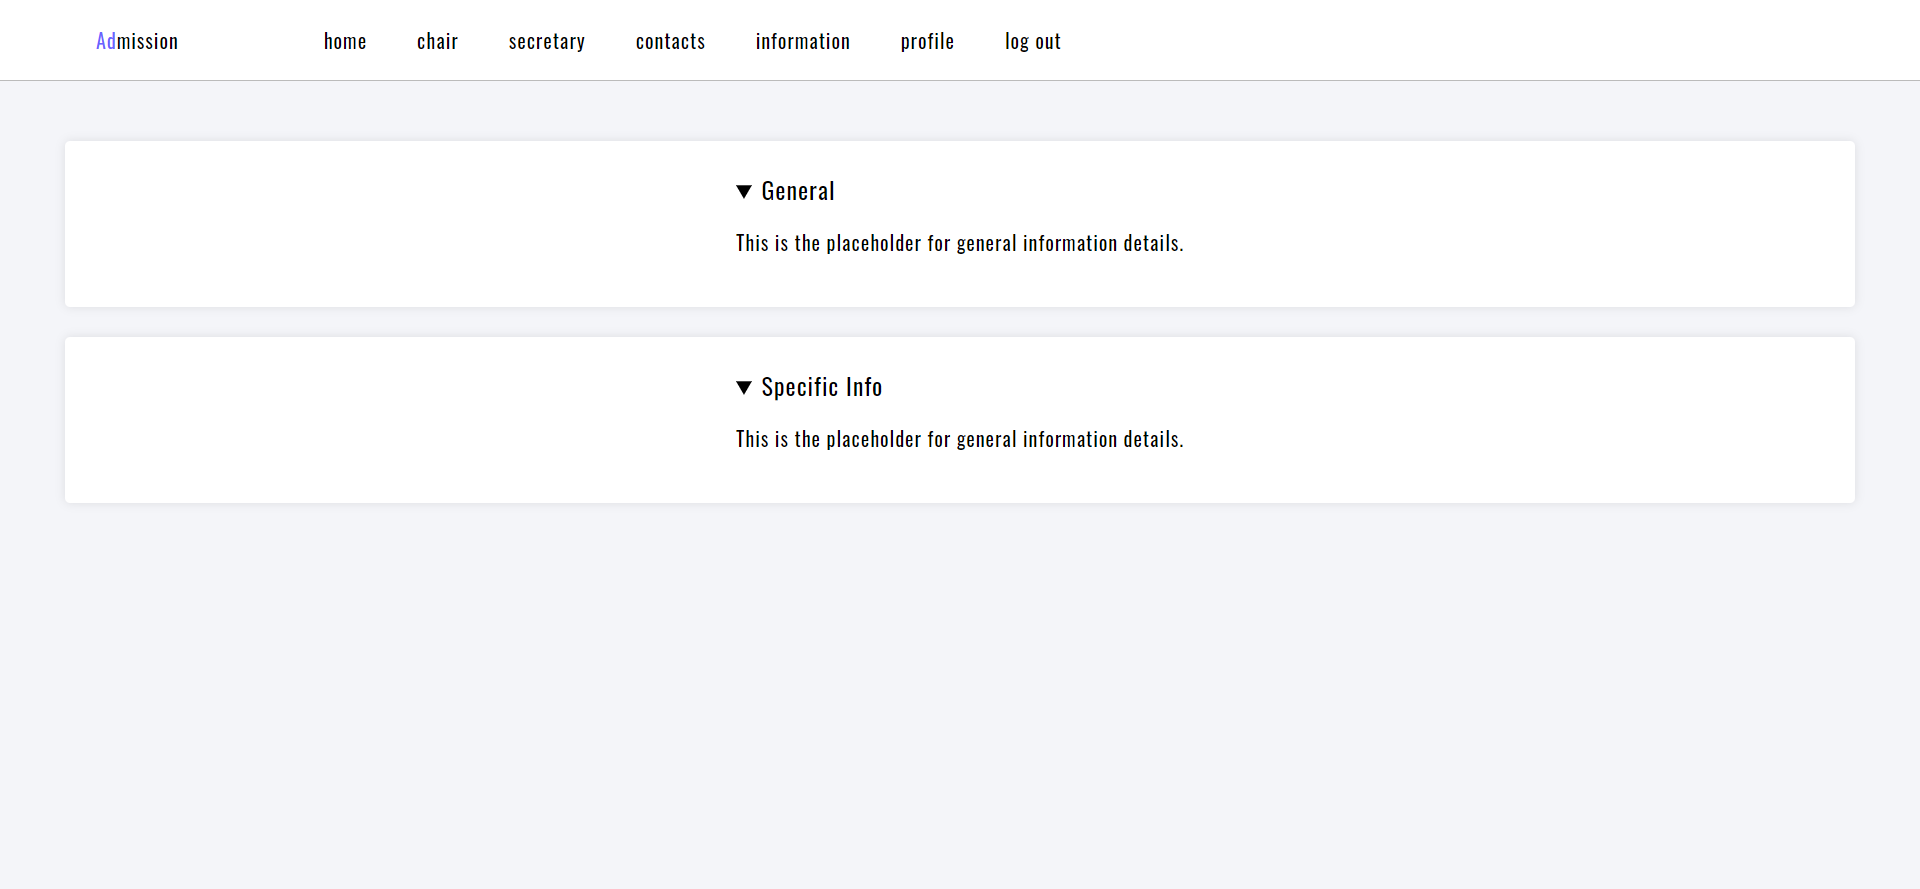 Admission home chair secretary contacts information profile log out
General
This is the placeholder for general information details.
Specific Info
This is the placeholder for general information details.